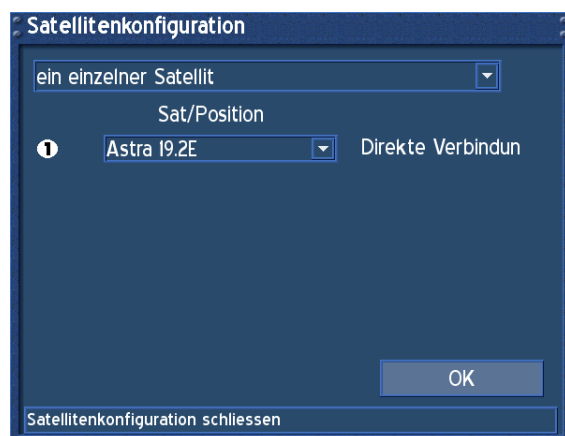 Satellitenkonfiguration
ein einzelner Satellit
Sat/Position
1 Astra 19.2E Direkte Verbindun
OK
Satellitenkonfiguration schliessen